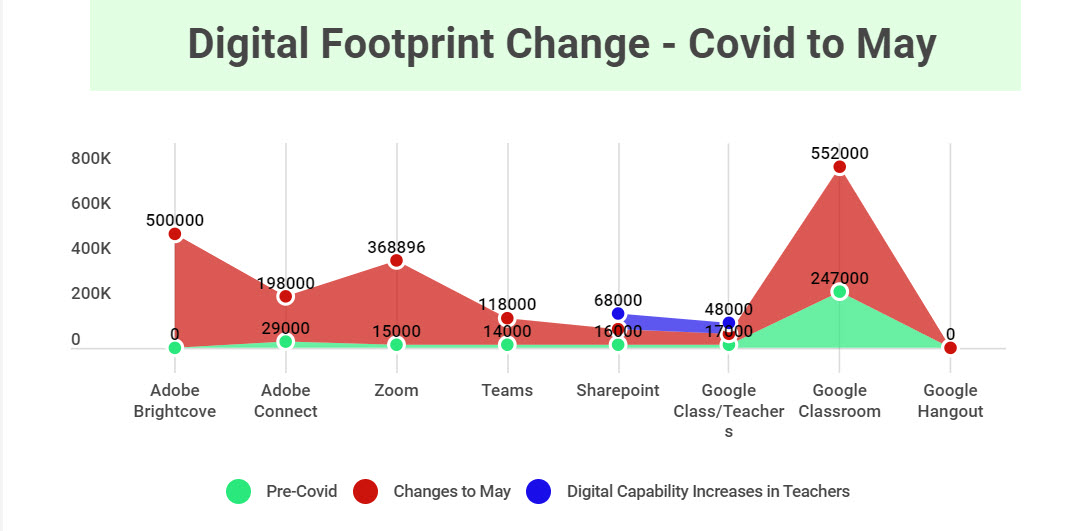 Digital Footprint Change - Covid to May
800K
600K
400K
200K
0
500000
0
198000
29000
368896
15000
118000
14000
68000
48000
17000
552000
247000
0
Adobe
Brightcove
Adobe
Connect
Zoom
Teams
Sharepoint
Google
Class/Teacher
s
Google
Classroom
Google
Hangout
Pre-Covid
Changes to May
Digital Capability Increases in Teachers